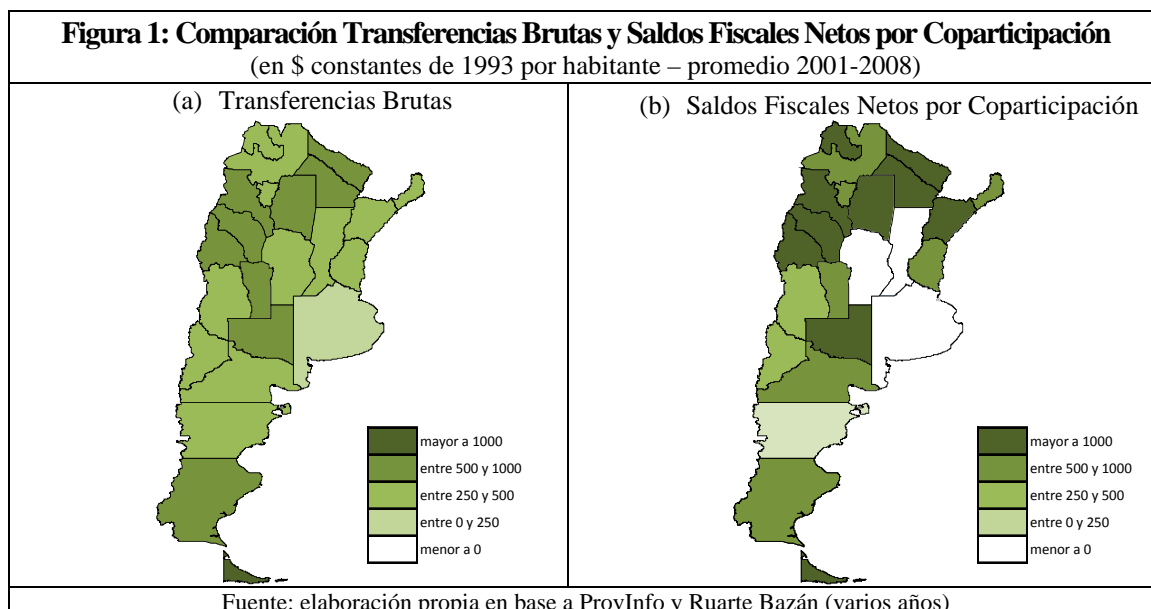 Figura 1: Comparación Transferencias Brutas y Saldos Fiscales Netos por Coparticipación
(en $ constantes de 1993 por habitante – promedio 2001-2008)
(a) Transferencias Brutas
mayor a 1000
entre 500 y 1000
entre 250 y 500
entre 0 y 250
menor a 0
(b) Saldos Fiscales Netos por Coparticipación
mayor a 1000
entre 500 y 1000
entre 250 y 500
entre 0 y 250
menor a 0
Fuente: elaboración propia en base a ProvInfo y Ruarte Bazán (varios años)